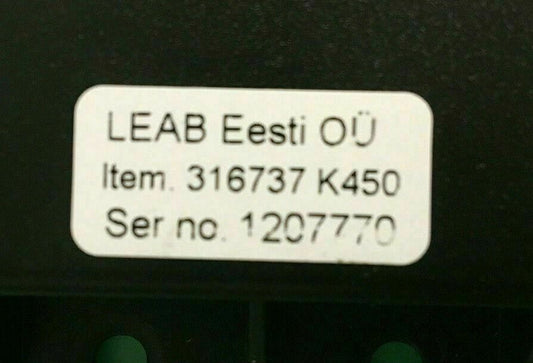 LEAB Eesti OÜ
Item. 316737 K450
Ser no. 1207770